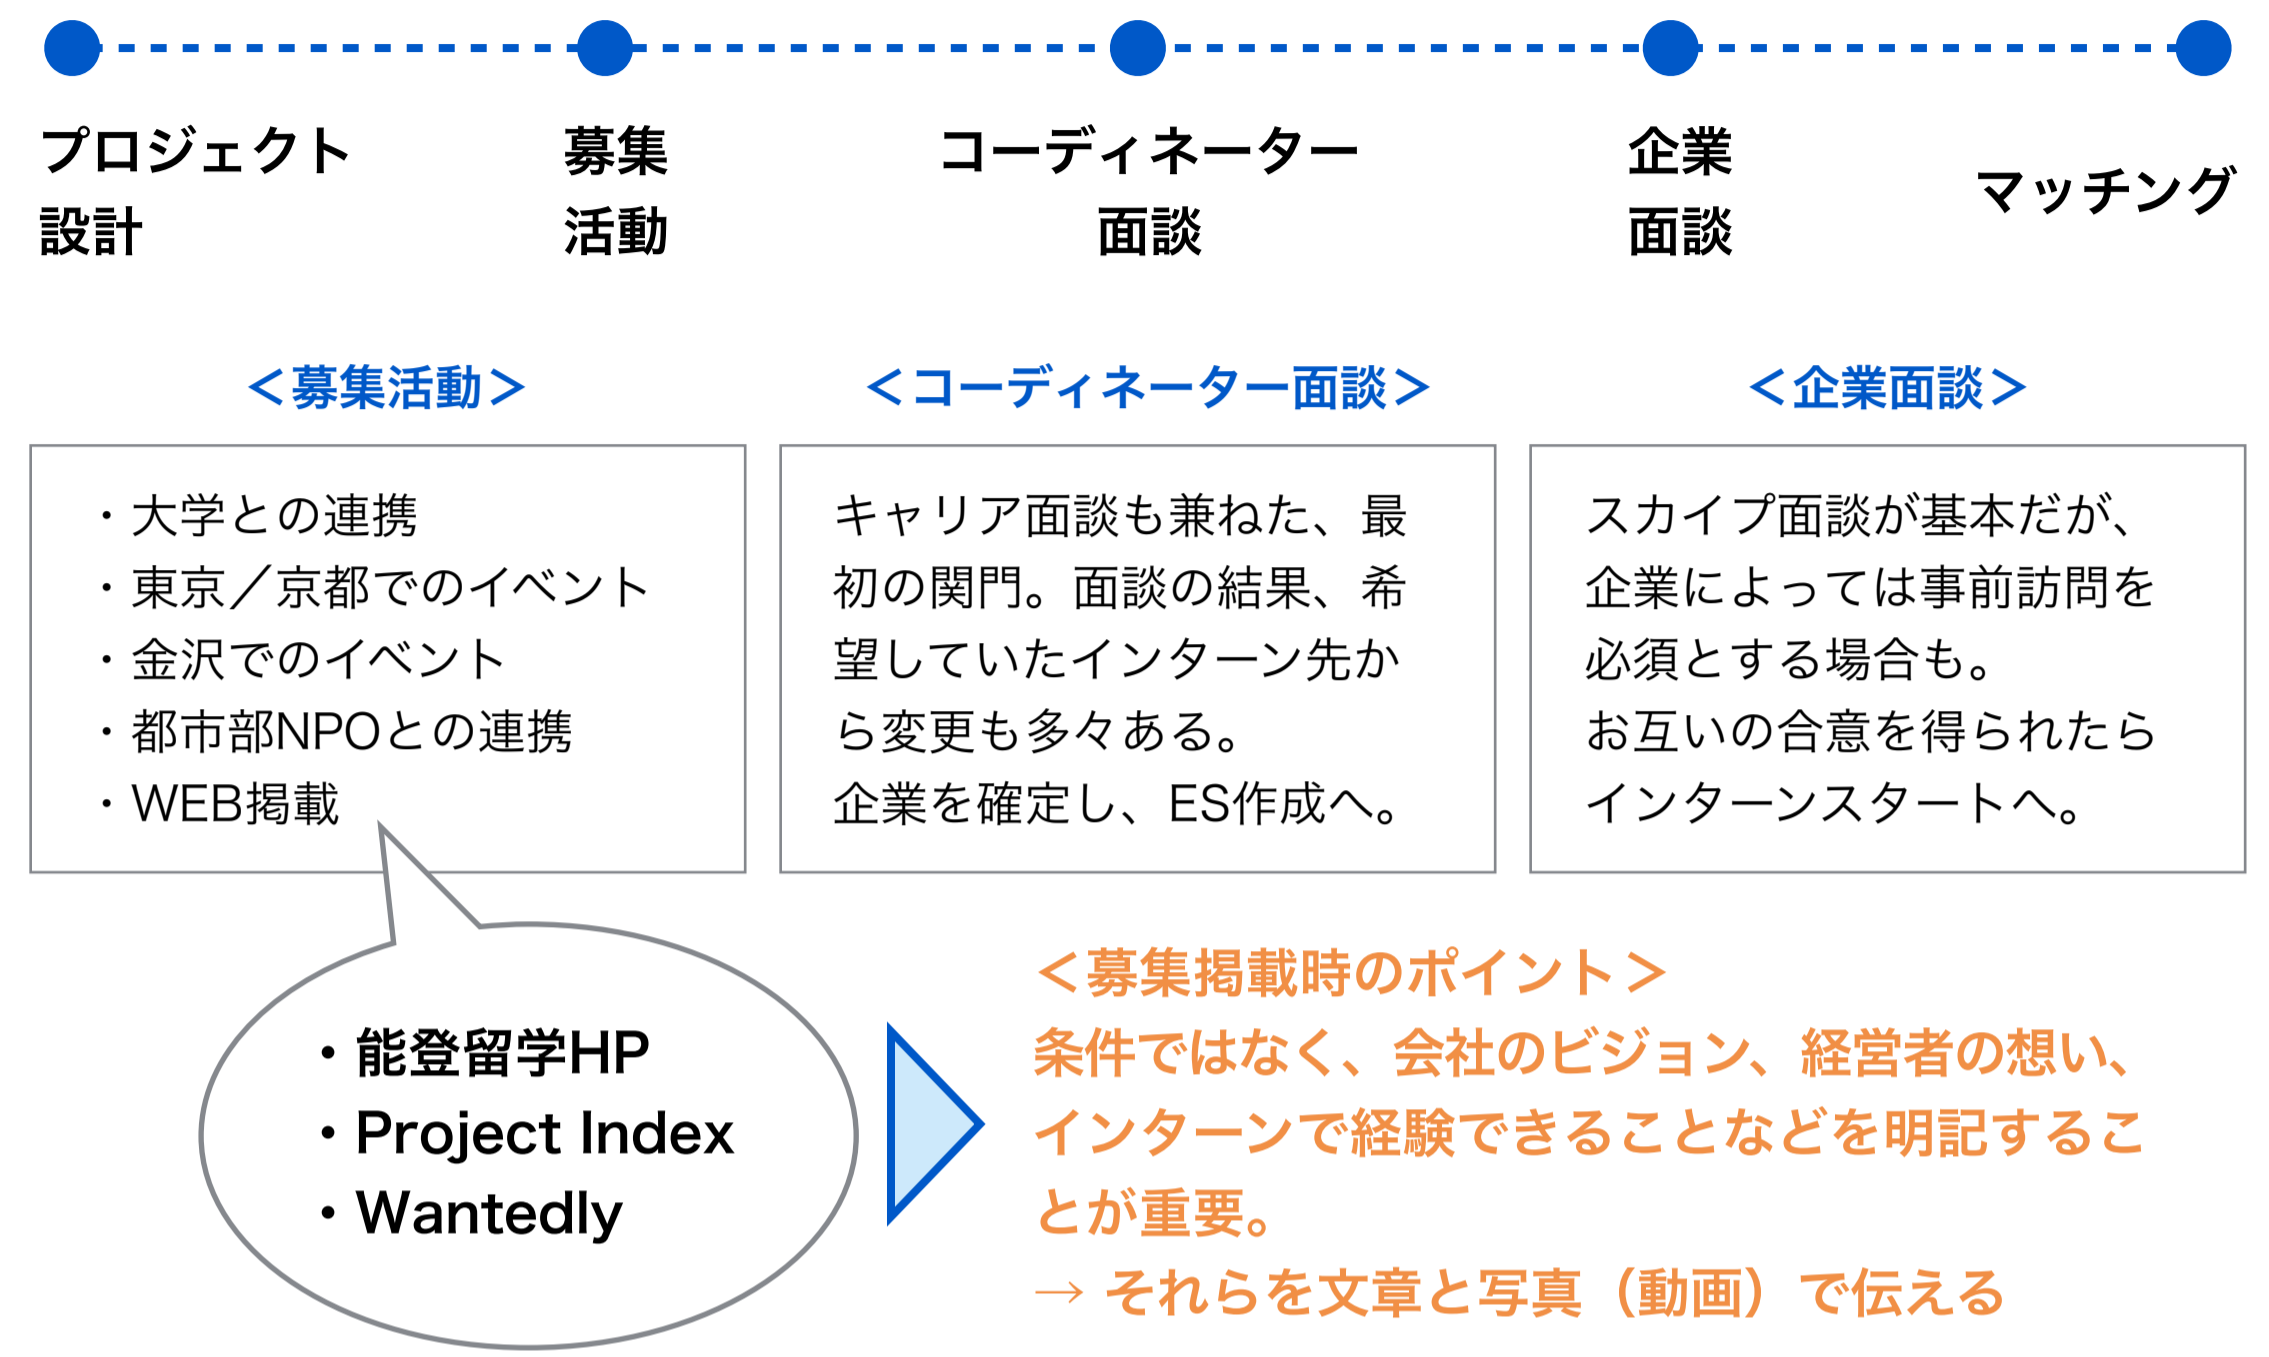 プロジェクト
設計
募集
活動
コーディネーター
面談
企業
面談
マッチング
＜募集活動＞
・大学との連携
・東京／京都でのイベント
・金沢でのイベント
・都市部NPOとの連携
・WEB掲載
＜コーディネーター面談＞
キャリア面談も兼ねた、最
初の関門。面談の結果、希
望していたインターン先か
ら変更も多々ある。
企業を確定し、ES作成へ。
＜企業面談＞
スカイプ面談が基本だが、
企業によっては事前訪問を
必須とする場合も。
お互いの合意を得られたら
インターンスタートへ。
・能登留学HP
・Project Index
・Wantedly
＜募集掲載時のポイント＞
条件ではなく、会社のビジョン、経営者の想い、
インターンで経験できることなどを明記するこ
とが重要。
→ それらを文章と写真（動画）で伝える